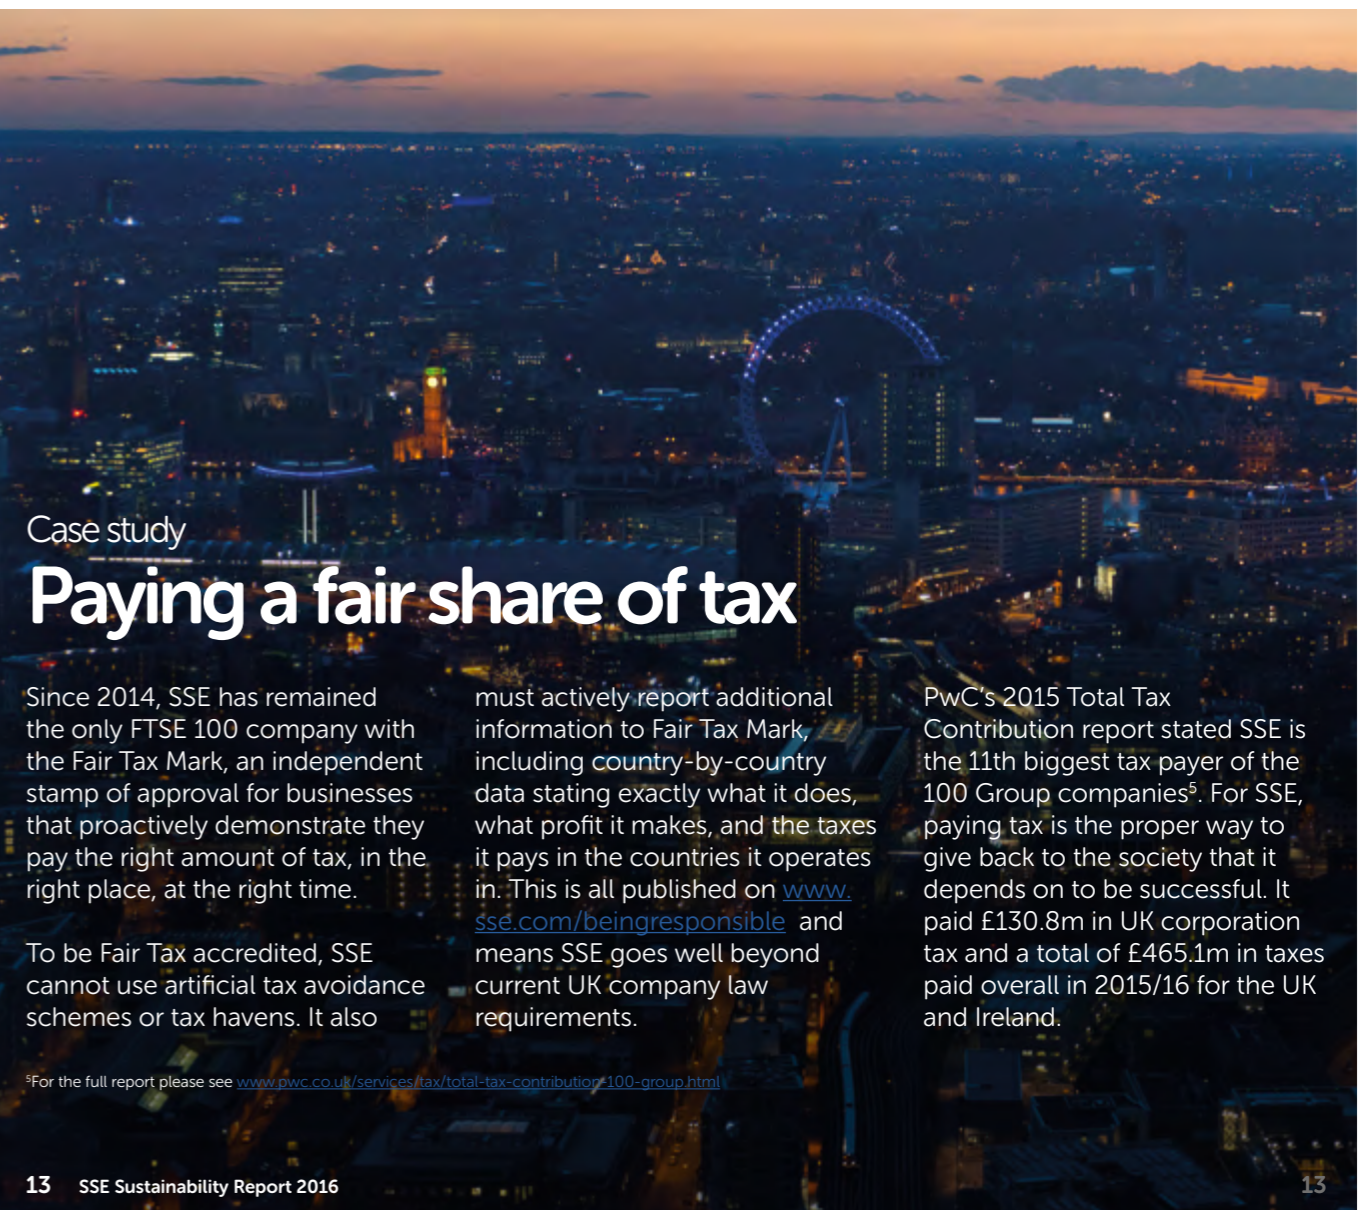 Case study
Paying a fair share of tax
Since 2014, SSE has remained
the only FTSE 100 company with
the Fair Tax Mark, an independent
stamp of approval for businesses
that proactively demonstrate they
pay the right amount of tax, in the
right place, at the right time.
To be Fair Tax accredited, SSE
cannot use artificial tax avoidance
schemes or tax havens. It also
must actively report additional
information to Fair Tax Mark,
including country-by-country
data stating exactly what it does,
what profit it makes, and the taxes
it pays in the countries it operates
in. This is all published on www.
sse.com/beingresponsible and
means SSE goes well beyond
current UK company law
requirements.
PwC's 2015 Total Tax
Contribution report stated SSE is
the 11th biggest tax payer of the
100 Group companies⁵. For SSE,
paying tax is the proper way to
give back to the society that it
depends on to be successful. It
paid £130.8m in UK corporation
tax and a total of £465.1m in taxes
paid overall in 2015/16 for the UK
and Ireland.
⁵For the full report please see www.pwc.co.uk/services/tax/total-tax-contribution-100-group.html
13 SSE Sustainability Report 2016
13